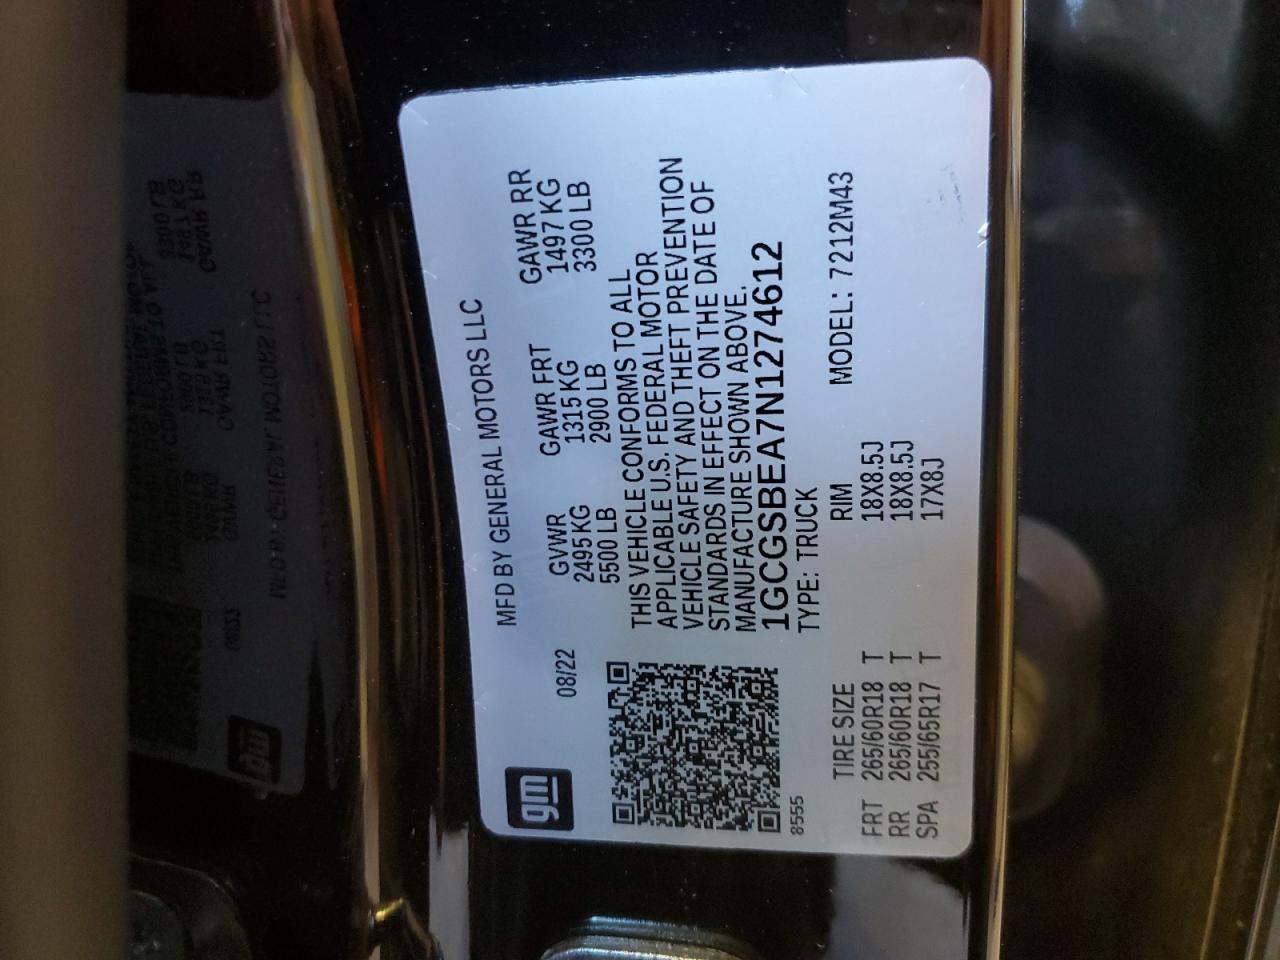 gm
MFD BY GENERAL MOTORS LLC
08/22
GVWR GAWR FRT GAWR RR
2495 KG 1315 KG 1497 KG
5500 LB 2900 LB 3300 LB
THIS VEHICLE CONFORMS TO ALL
APPLICABLE U.S. FEDERAL MOTOR
VEHICLE SAFETY AND THEFT PREVENTION
STANDARDS IN EFFECT ON THE DATE OF
MANUFACTURE SHOWN ABOVE.
1GCGSBEA7N1274612
8555 TYPE: TRUCK
TIRE SIZE RIM MODEL: 7212M43
FRT 265/60R18 T 18X8.5J
RR 265/60R18 T 18X8.5J
SPA 255/65R17 T 17X8J